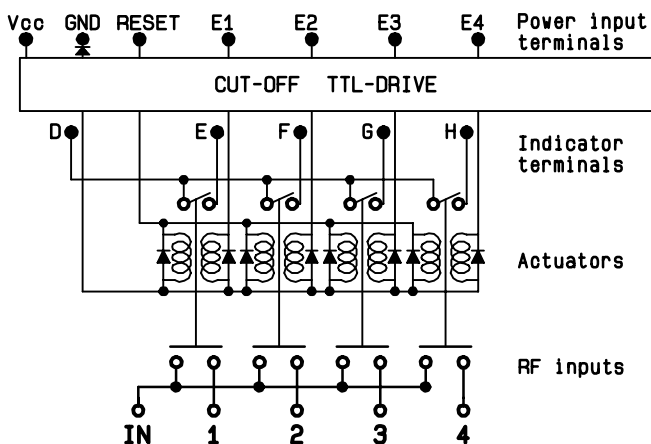 Vcc GND RESET E1 E2 E3 E4 Power input
terminals
CUT-OFF TTL-DRIVE
D E F G H Indicator
terminals
Actuators
RF inputs
IN 1 2 3 4